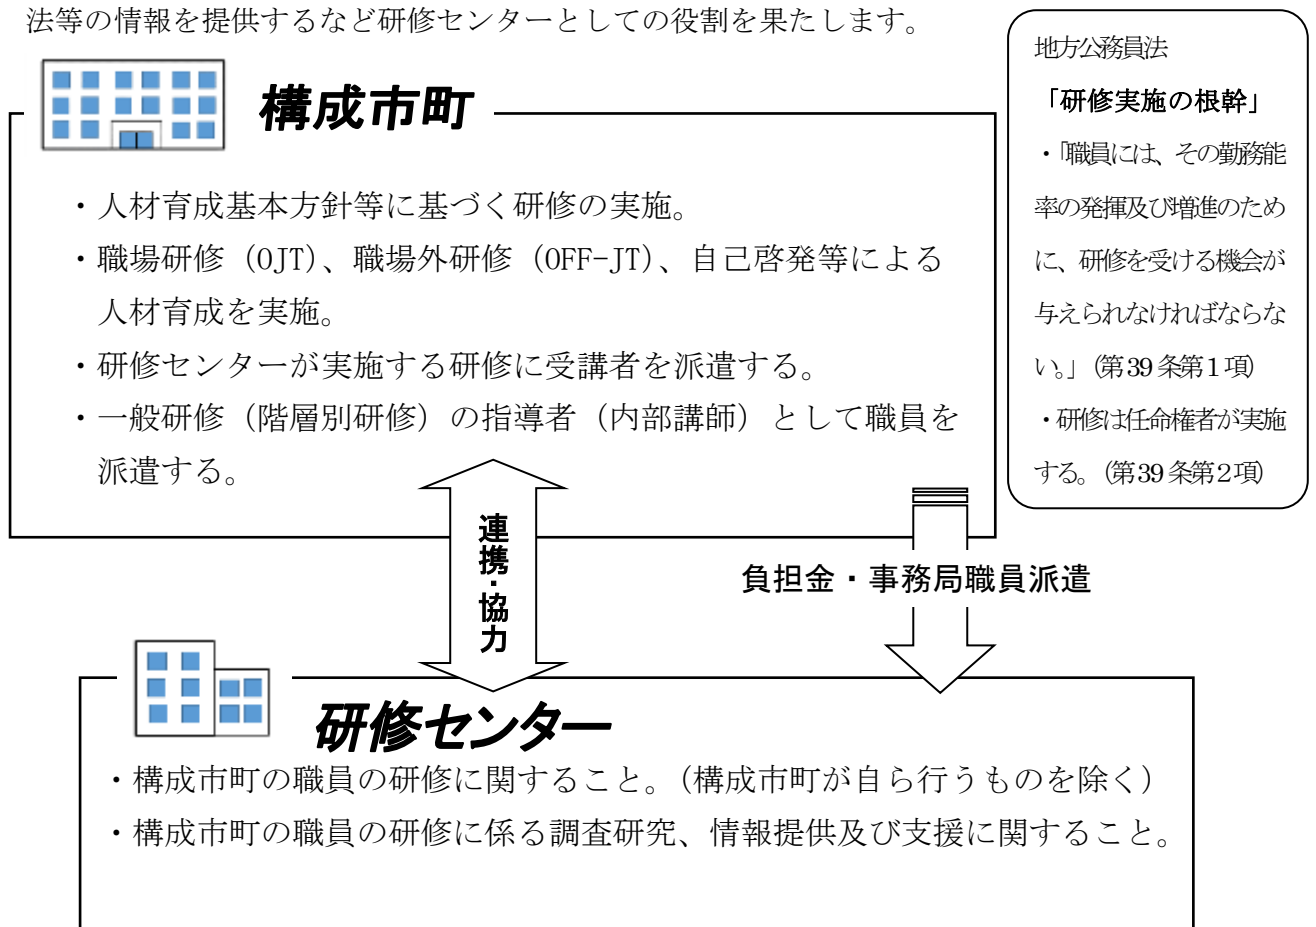 法等の情報を提供するなど研修センターとしての役割を果たします。
構成市町
・人材育成基本方針等に基づく研修の実施。
・職場研修（OJT）、職場外研修（OFF-JT）、自己啓発等による
人材育成を実施。
・研修センターが実施する研修に受講者を派遣する。
・一般研修（階層別研修）の指導者（内部講師）として職員を
派遣する。
地方公務員法
「研修実施の根幹」
・「職員には、その勤務能
率の発揮及び増進のため
に、研修を受ける機会が
与えられなければならな
い。」（第39条第1項）
・研修は任命権者が実施
する。（第39条第2項）
連携・協力
負担金・事務局職員派遣
研修センター
・構成市町の職員の研修に関すること。（構成市町が自ら行うものを除く）
・構成市町の職員の研修に係る調査研究、情報提供及び支援に関すること。